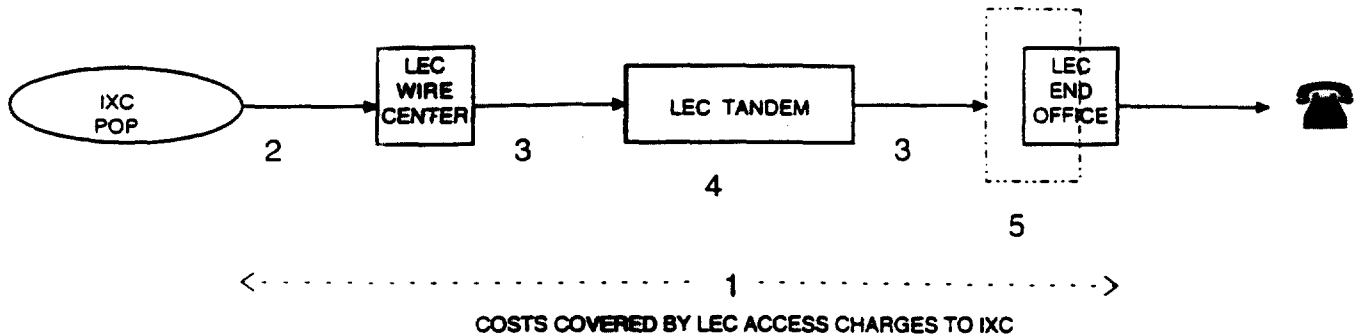 IXC
POP
LEC
WIRE
CENTER
LEC TANDEM
LEC
END
OFFICE
2
3
4
3
5
1
COSTS COVERED BY LEC ACCESS CHARGES TO IXC